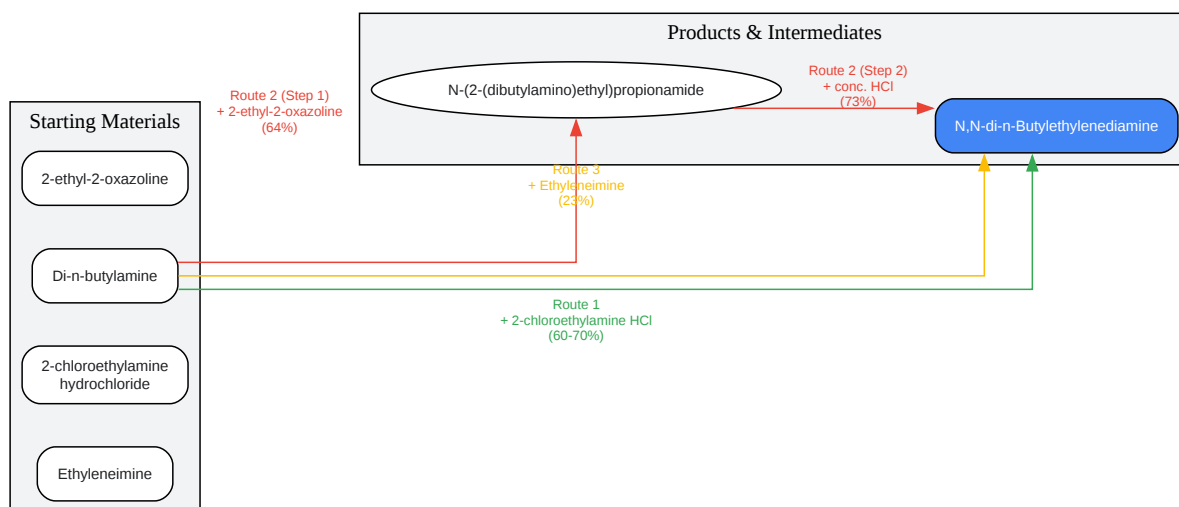 Products & Intermediates
N-(2-(dibutylamino)ethyl)propionamide
Route 2 (Step 2)
+ conc. HCl
(73%)
N,N-di-n-Butylethylenediamine
Route 2 (Step 1)
+ 2-ethyl-2-oxazoline
(64%)
Starting Materials
2-ethyl-2-oxazoline
Route 3
+ Ethyleneimine
(23%)
Di-n-butylamine
Route 1
+ 2-chloroethylamine HCl
(60-70%)
2-chloroethylamine
hydrochloride
Ethyleneimine